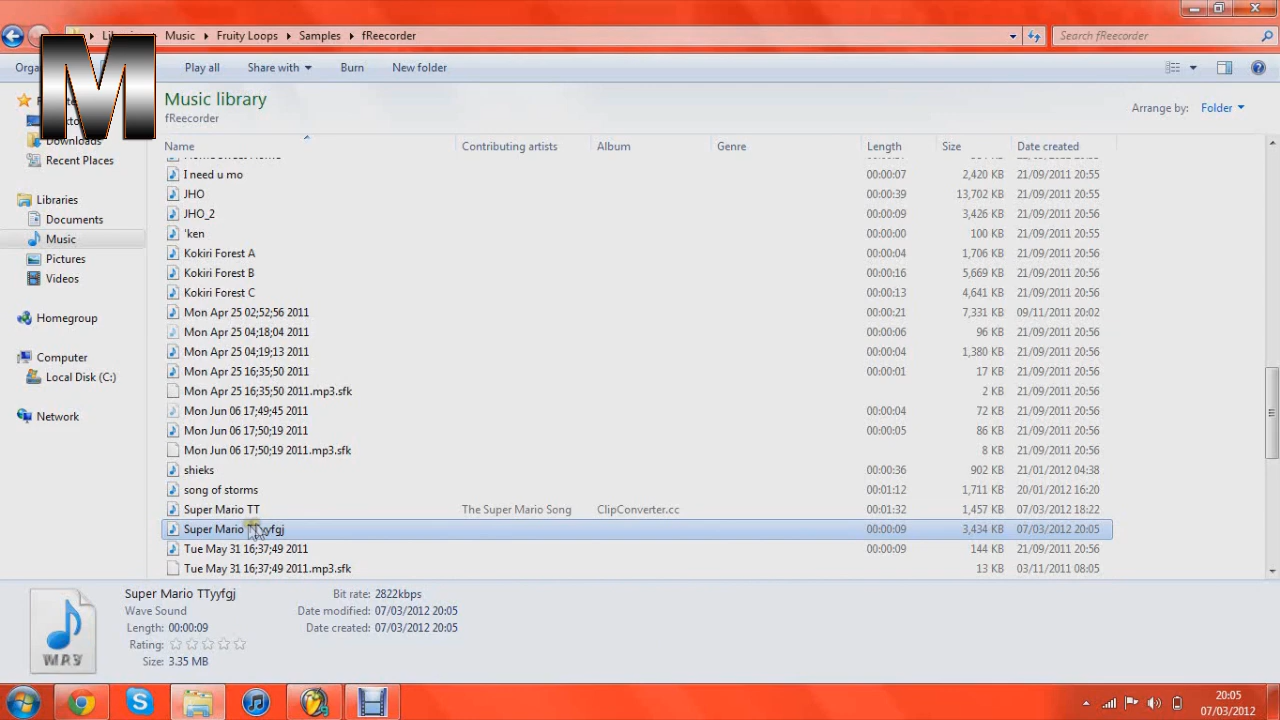 Music Fruity Loops Samples fReecorder Search fReecorder
Play all Share with Burn New folder
M
Music library
fReecorder
Arrange by: Folder
Name Contributing artists Album Genre Length Size Date created
I need u mo 00:00:07 2,420 KB 21/09/2011 20:55
JHO 00:00:39 13,702 KB 21/09/2011 20:55
JHO_2 00:00:09 3,426 KB 21/09/2011 20:56
'ken 00:00:00 100 KB 21/09/2011 20:55
Kokiri Forest A 00:00:04 1,706 KB 21/09/2011 20:56
Kokiri Forest B 00:00:16 5,669 KB 21/09/2011 20:56
Kokiri Forest C 00:00:13 4,641 KB 21/09/2011 20:56
Mon Apr 25 02;52;56 2011 00:00:21 7,331 KB 09/11/2011 20:02
Mon Apr 25 04;18;04 2011 00:00:06 96 KB 21/09/2011 20:56
Mon Apr 25 04;19;13 2011 00:00:04 1,380 KB 21/09/2011 20:56
Mon Apr 25 16;35;50 2011 00:00:01 17 KB 21/09/2011 20:56
Mon Apr 25 16;35;50 2011.mp3.sfk 2 KB 21/09/2011 20:56
Mon Jun 06 17;49;45 2011 00:00:04 72 KB 21/09/2011 20:56
Mon Jun 06 17;50;19 2011 00:00:05 86 KB 21/09/2011 20:56
Mon Jun 06 17;50;19 2011.mp3.sfk 8 KB 21/09/2011 20:56
shieks 00:00:36 902 KB 21/01/2012 04:38
song of storms 00:01:12 1,711 KB 20/01/2012 16:20
Super Mario TT The Super Mario Song ClipConverter.cc 00:01:32 1,457 KB 07/03/2012 18:22
Super Mario TTyyfgj 00:00:09 3,434 KB 07/03/2012 20:05
Tue May 31 16;37;49 2011 00:00:09 144 KB 21/09/2011 20:56
Tue May 31 16;37;49 2011.mp3.sfk 13 KB 03/11/2011 08:05
Downloads
Recent Places
Libraries
Documents
Music
Pictures
Videos
Homegroup
Computer
Local Disk (C:)
Network
WAV
Super Mario TTyyfgj Bit rate: 2822kbps
Wave Sound Date modified: 07/03/2012 20:05
Length: 00:00:09 Date created: 07/03/2012 20:05
Rating:
Size: 3.35 MB
20:05
07/03/2012